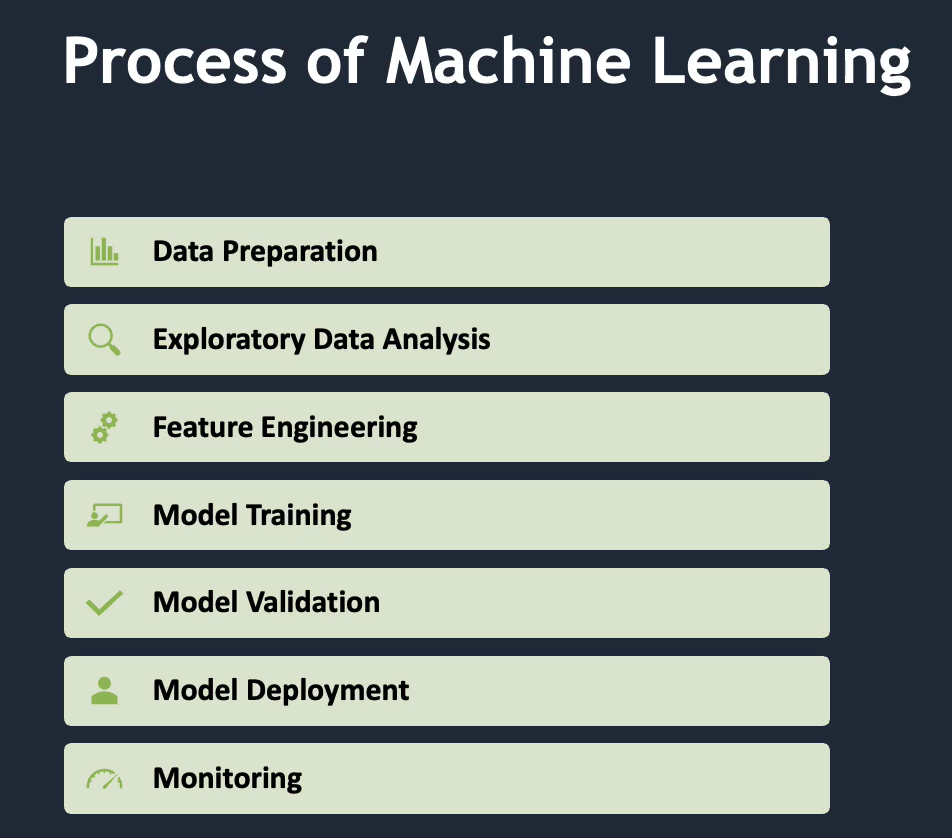 Process of Machine Learning
Data Preparation
Exploratory Data Analysis
Feature Engineering
Model Training
Model Validation
Model Deployment
Monitoring